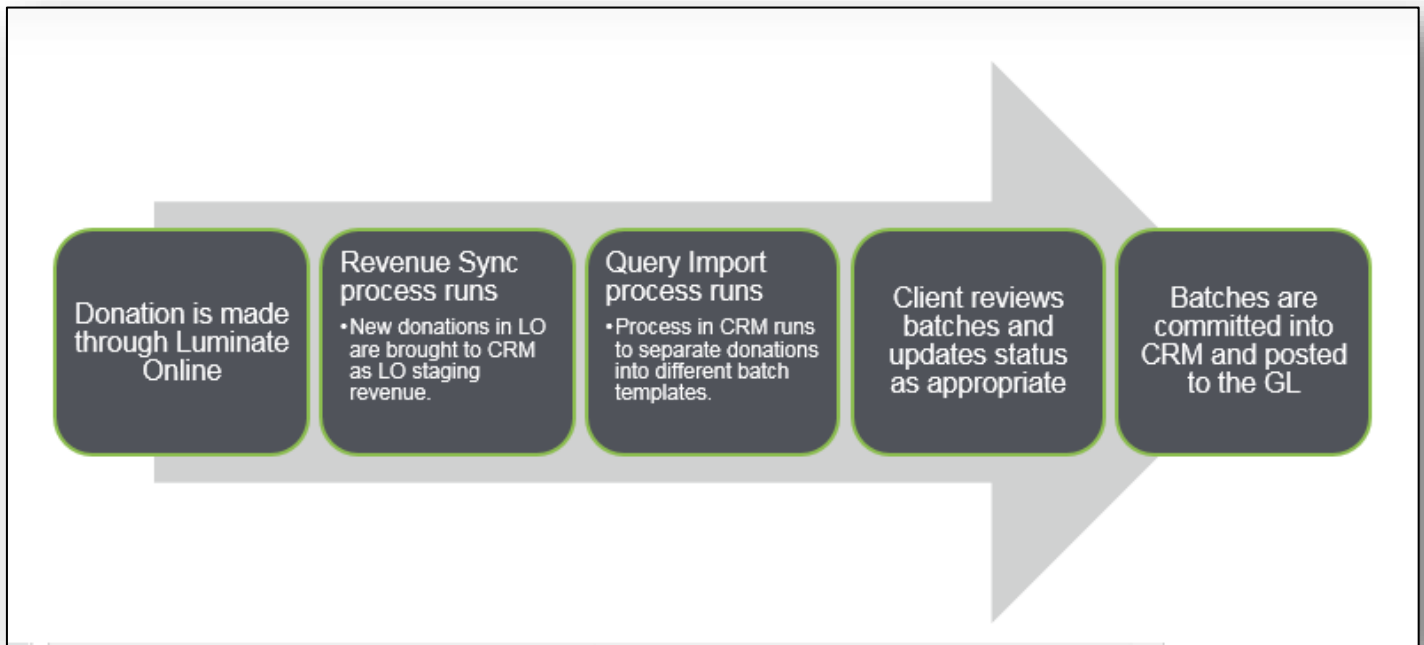 Donation is made
through Luminate
Online
Revenue Sync
process runs
•New donations in LO
are brought to CRM
as LO staging
revenue.
Query Import
process runs
•Process in CRM runs
to separate donations
into different batch
templates.
Client reviews
batches and
updates status
as appropriate
Batches are
committed into
CRM and posted
to the GL